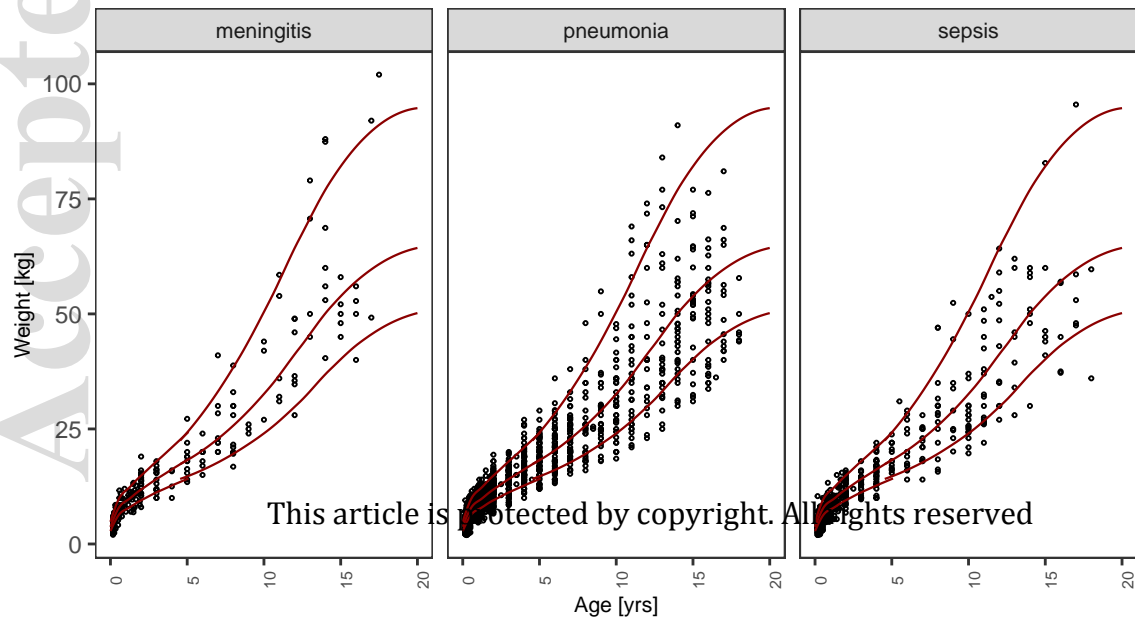 meningitis pneumonia sepsis
Weight [kg]
100
75
50
25
0
0 5 10 15 20 0 5 10 15 20 0 5 10 15 20
Age [yrs]
This article is protected by copyright. All rights reserved
Accepte